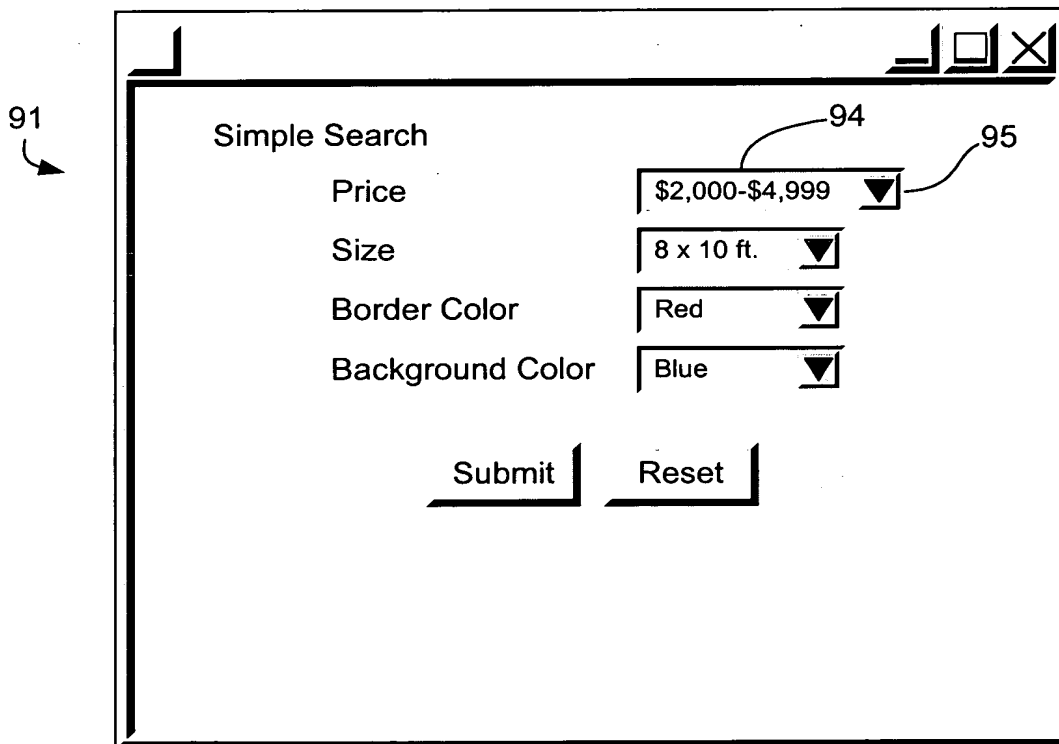 91
Simple Search
94
95
Price $2,000-$4,999
Size 8 x 10 ft.
Border Color Red
Background Color Blue
Submit Reset